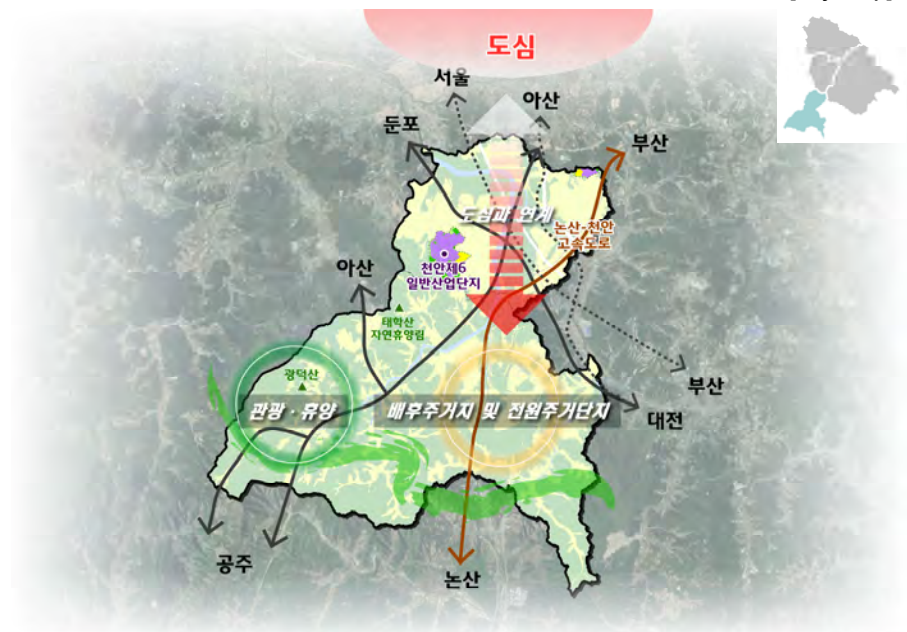 도심
서울
아산
둔포
부산
도심과 연계
논산-천안
고속도로
천안제6
일반산업단지
아산
태학산
자연휴양림
광덕산
부산
관광 · 휴양
배후주거지 및 전원주거단지
대전
공주
논산